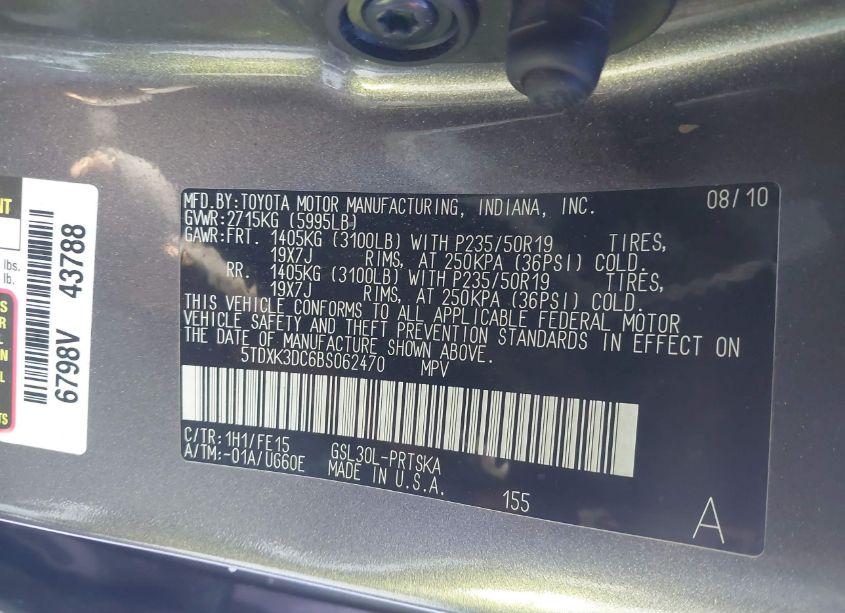 MFD.BY:TOYOTA MOTOR MANUFACTURING, INDIANA, INC. 08/10
GVWR:2715KG (5995LB)
GAWR:FRT. 1405KG (3100LB) WITH P235/50R19 TIRES,
19X7J RIMS, AT 250KPA (36PSI) COLD.
RR. 1405KG (3100LB) WITH P235/50R19 TIRES,
19X7J RIMS, AT 250KPA (36PSI) COLD.
THIS VEHICLE CONFORMS TO ALL APPLICABLE FEDERAL MOTOR
VEHICLE SAFETY AND THEFT PREVENTION STANDARDS IN EFFECT ON
THE DATE OF MANUFACTURE SHOWN ABOVE.
5TDXK3DC6BS062470 MPV
C/TR:1H1/FE15 GSL30L-PRTSKA
A/TM:-01A/U660E MADE IN U.S.A.
155
A
6798V 43788
NT
lbs.
lb.